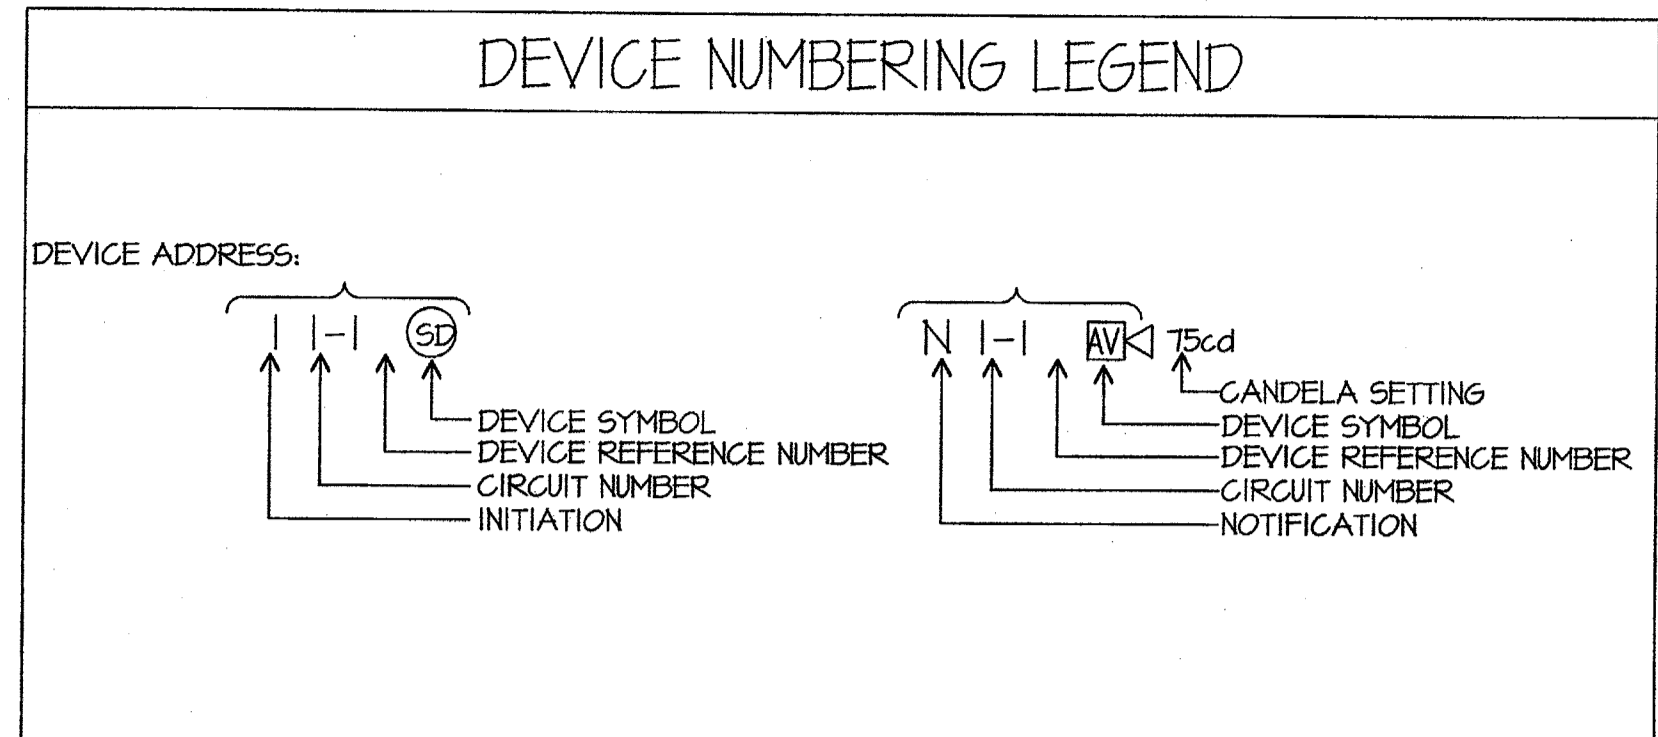 DEVICE NUMBERING LEGEND
DEVICE ADDRESS:
I 1-1 SD
DEVICE SYMBOL
DEVICE REFERENCE NUMBER
CIRCUIT NUMBER
INITIATION
N 1-1 AV 75cd
CANDELA SETTING
DEVICE SYMBOL
DEVICE REFERENCE NUMBER
CIRCUIT NUMBER
NOTIFICATION